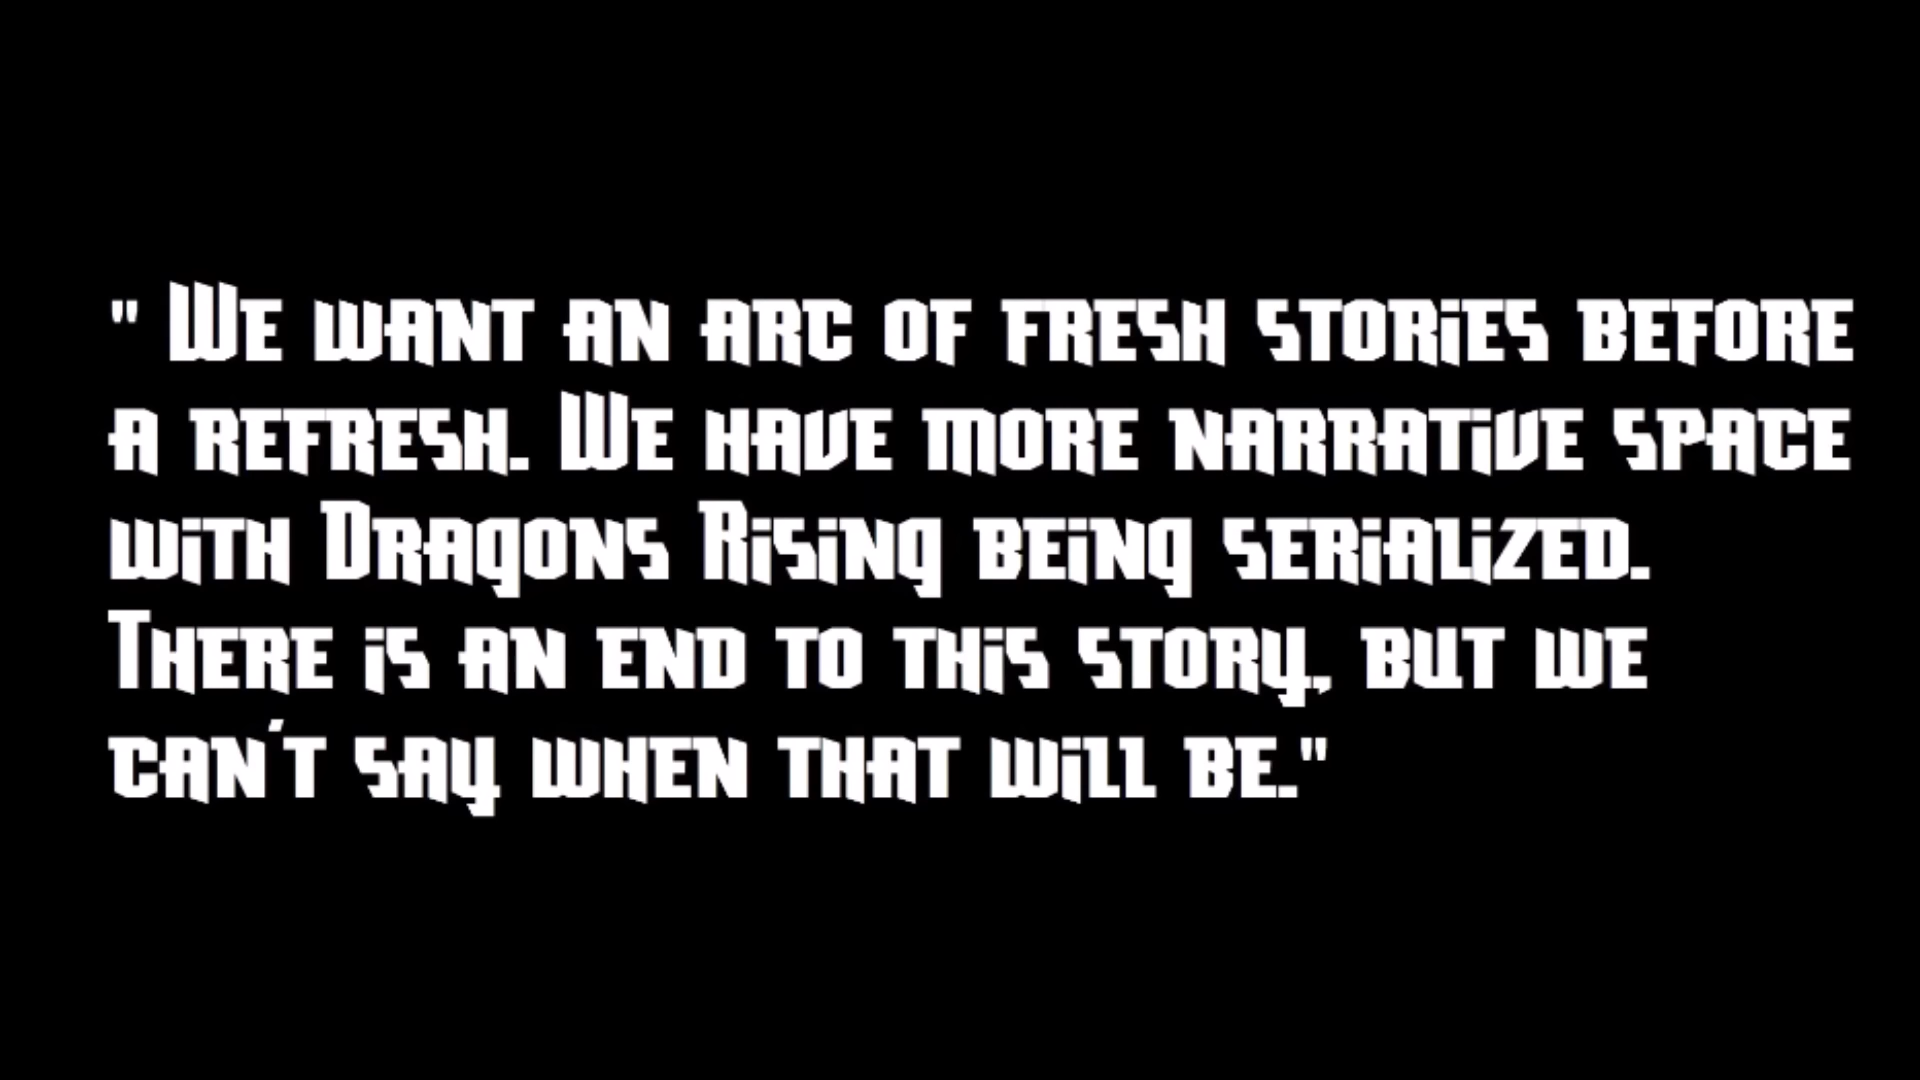 " We want an arc of fresh stories before
a refresh. We have more narrative space
with Dragons Rising being serialized.
There is an end to this story, but we
can't say when that will be."